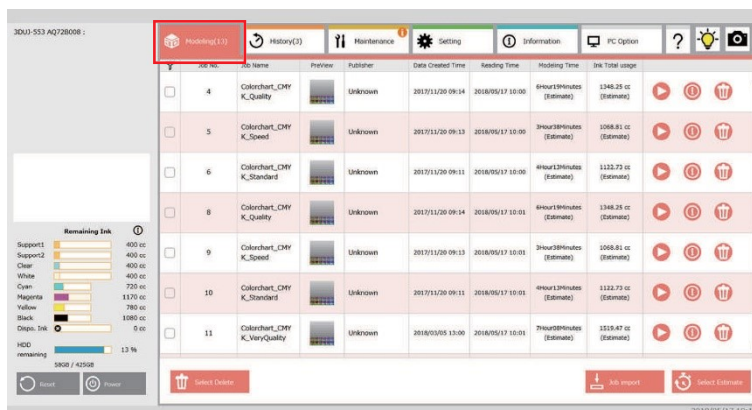 3DUJ-553 AQ72B008 :
Modeling(13)
History(3)
Maintenance
Setting
Information
PC Option
Job No. Job Name PreView Publisher Data Created Time Reading Time Modeling Time Ink Total usage
4 Colorchart_CMY K_Quality Unknown 2017/11/20 09:14 2018/05/17 10:00 6Hour19Minutes (Estimate) 1348.25 cc (Estimate)
5 Colorchart_CMY K_Speed Unknown 2017/11/20 09:13 2018/05/17 10:00 3Hour38Minutes (Estimate) 1068.81 cc (Estimate)
6 Colorchart_CMY K_Standard Unknown 2017/11/20 09:11 2018/05/17 10:00 4Hour13Minutes (Estimate) 1122.73 cc (Estimate)
8 Colorchart_CMY K_Quality Unknown 2017/11/20 09:14 2018/05/17 10:01 6Hour19Minutes (Estimate) 1348.25 cc (Estimate)
9 Colorchart_CMY K_Speed Unknown 2017/11/20 09:13 2018/05/17 10:01 3Hour38Minutes (Estimate) 1068.81 cc (Estimate)
10 Colorchart_CMY K_Standard Unknown 2017/11/20 09:11 2018/05/17 10:01 4Hour13Minutes (Estimate) 1122.73 cc (Estimate)
11 Colorchart_CMY K_VeryQuality Unknown 2018/03/05 13:00 2018/05/17 10:01 7Hour08Minutes (Estimate) 1519.47 cc (Estimate)
Remaining Ink
Support1 400 cc
Support2 400 cc
Clear 400 cc
White 400 cc
Cyan 720 cc
Magenta 1170 cc
Yellow 780 cc
Black 1080 cc
Dispo. Ink 0 cc
HDD remaining 13 %
58GB / 425GB
Reset
Power
Select Delete
Job import
Select Estimate